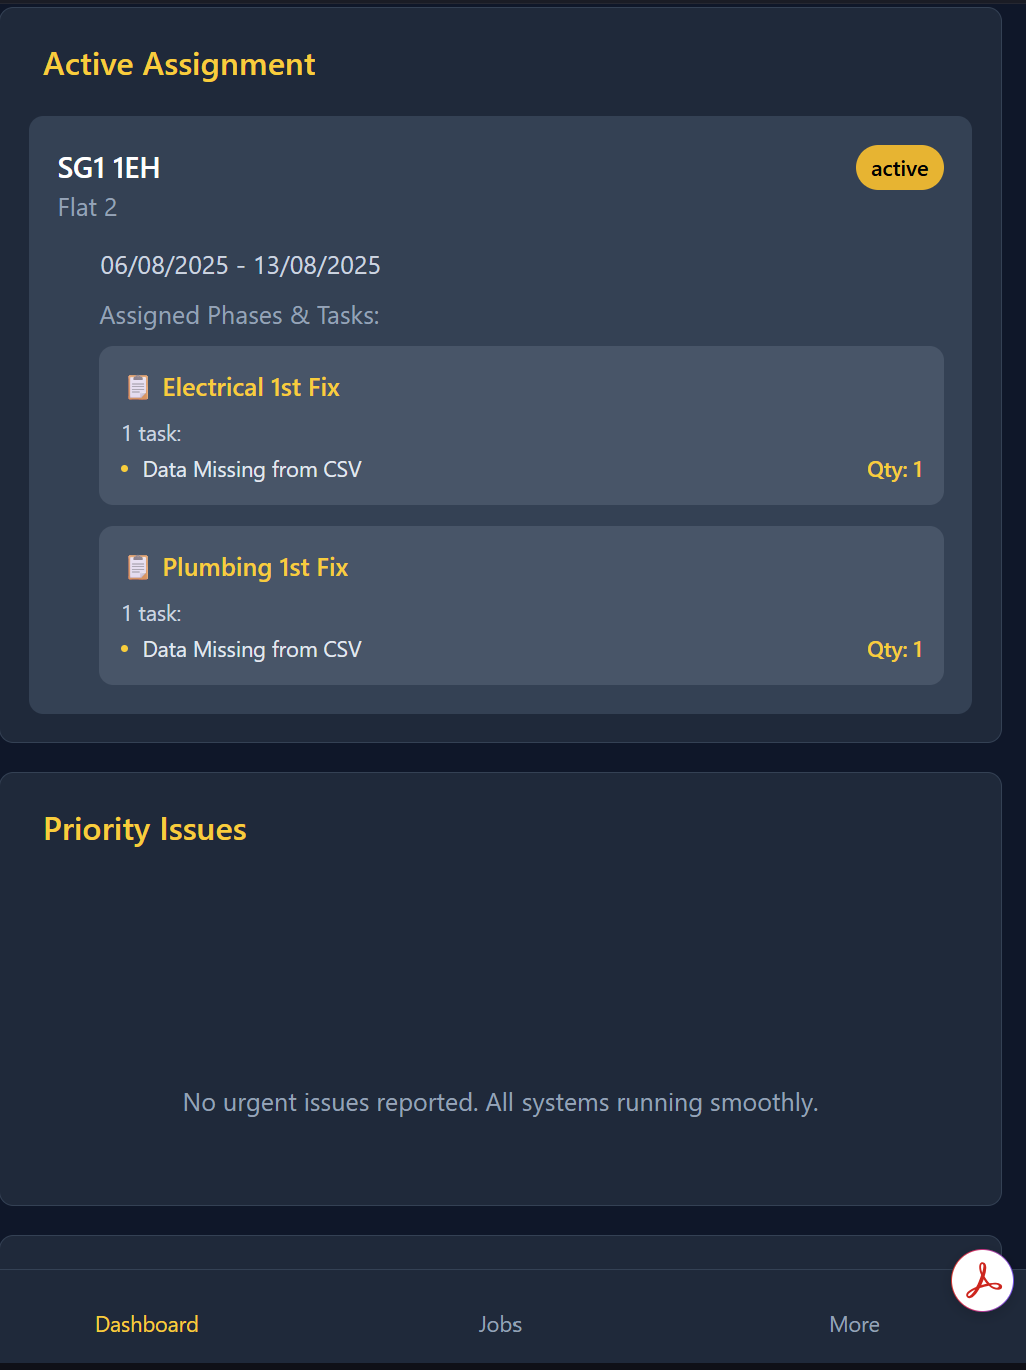 Active Assignment
SG1 1EH
active
Flat 2
06/08/2025 - 13/08/2025
Assigned Phases & Tasks:
Electrical 1st Fix
1 task:
• Data Missing from CSV Qty: 1
Plumbing 1st Fix
1 task:
• Data Missing from CSV Qty: 1
Priority Issues
No urgent issues reported. All systems running smoothly.
Dashboard Jobs More